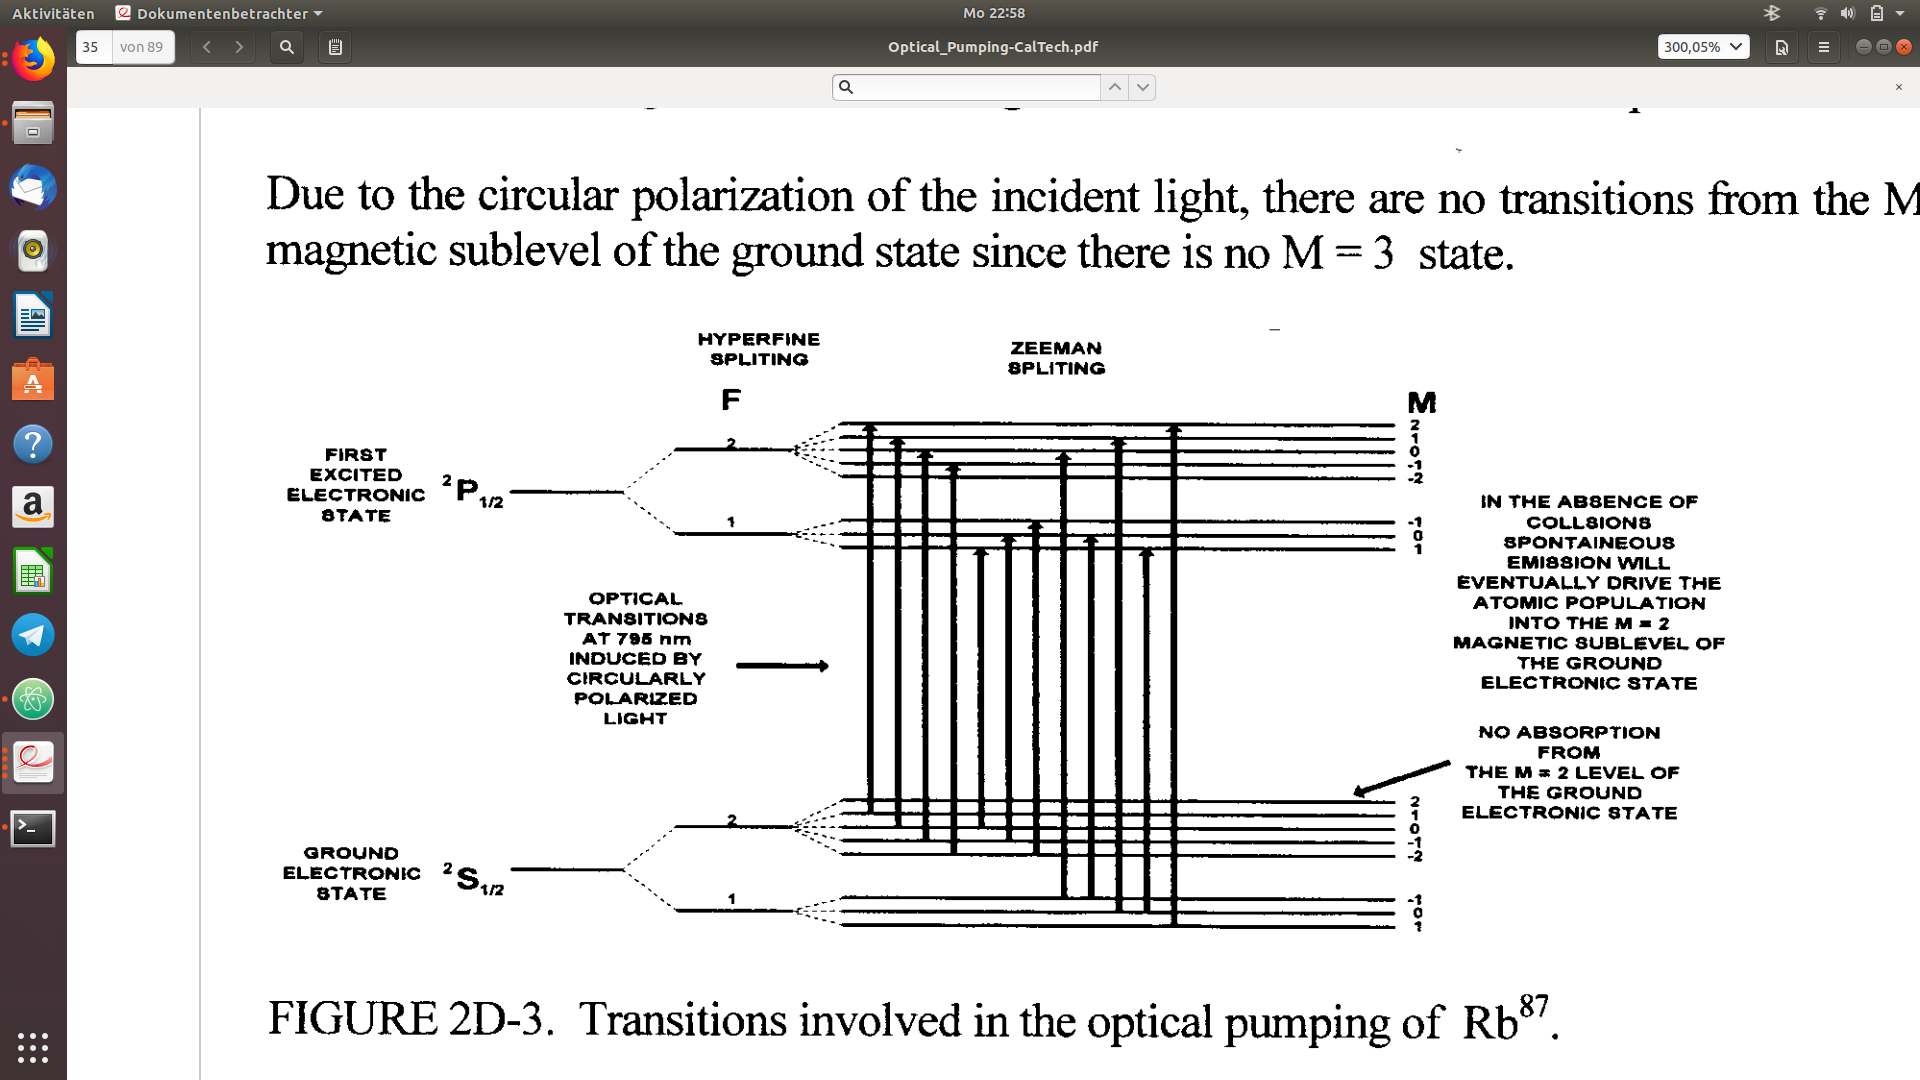 Aktivitäten
Dokumentenbetrachter
Mo 22:58
35
von 89
Optical_Pumping-CalTech.pdf
300,05%
Due to the circular polarization of the incident light, there are no transitions from the M
magnetic sublevel of the ground state since there is no M = 3 state.
HYPERFINE
SPLITING
ZEEMAN
SPLITING
F
M
FIRST
EXCITED
ELECTRONIC
STATE
²P1/2
2
1
2
1
0
-1
-2
-1
0
1
IN THE ABSENCE OF
COLLSIONS
SPONTAINEOUS
EMISSION WILL
EVENTUALLY DRIVE THE
ATOMIC POPULATION
INTO THE M = 2
MAGNETIC SUBLEVEL OF
THE GROUND
ELECTRONIC STATE
OPTICAL
TRANSITIONS
AT 795 nm
INDUCED BY
CIRCULARLY
POLARIZED
LIGHT
NO ABSORPTION
FROM
THE M = 2 LEVEL OF
THE GROUND
ELECTRONIC STATE
GROUND
ELECTRONIC
STATE
²S1/2
2
1
2
1
0
-1
-2
-1
0
1
FIGURE 2D-3. Transitions involved in the optical pumping of Rb⁸⁷.